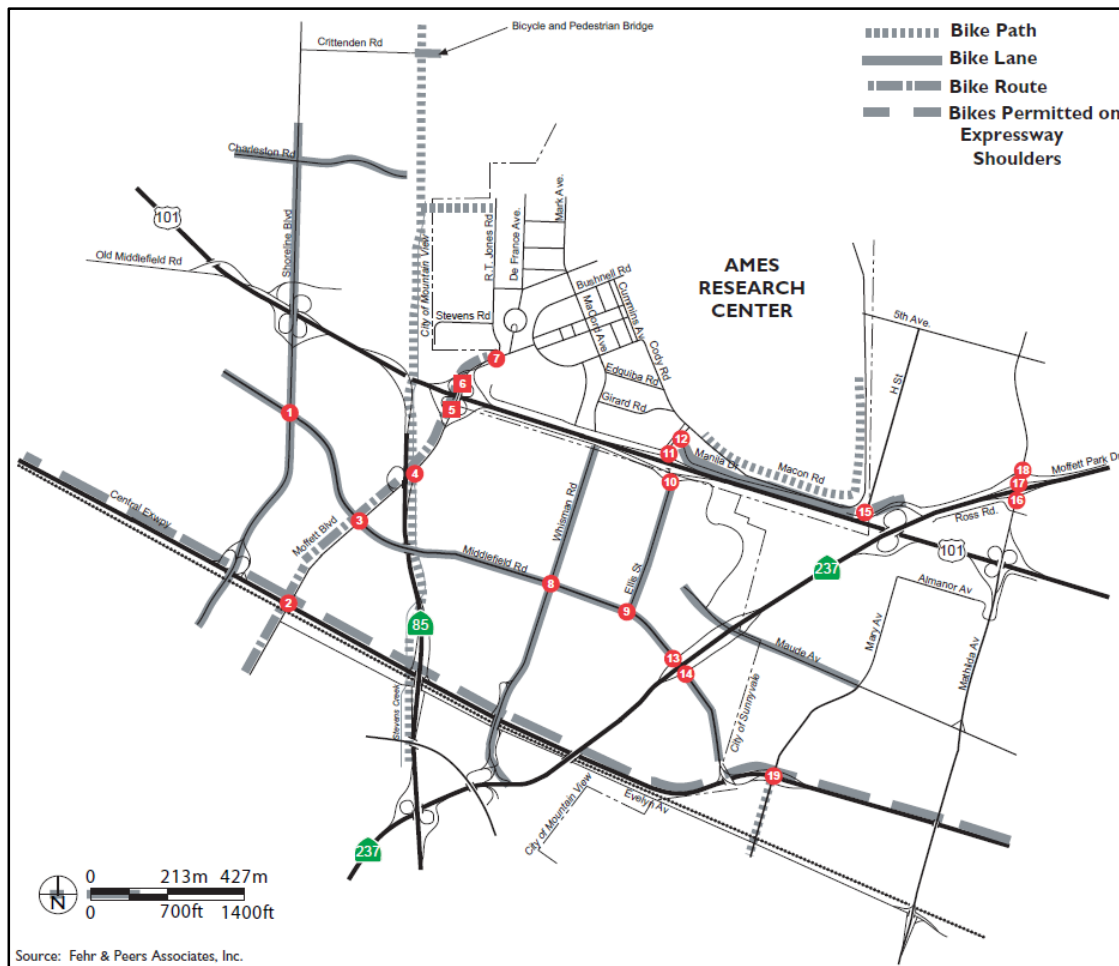 Bicycle and Pedestrian Bridge
Crittenden Rd
Bike Path
Bike Lane
Bike Route
Bikes Permitted on
Expressway
Shoulders
Charleston Rd
101
Old Middlefield Rd
Shoreline Blvd
City of Mountain View
R.T. Jones Rd
De France Ave.
Mark Ave.
Stevens Rd
Bushnell Rd
Cummins Av
MaCord Ave
Cody Rd
Edquiba Rd
Girard Rd
AMES
RESEARCH
CENTER
5th Ave.
H St
7
6
5
1
4
3
2
Central Exwpy
Moffett Blvd
Middlefield Rd
Whisman Rd
Ellis St
12
11
10
Manila Dr
Macon Rd
15
18
17
16
Moffett Park Dr
Ross Rd.
101
237
Almanor Av
Mary Av
Mathilda Av
Maude Av
8
9
13
14
85
Stevens Creek
City of Sunnyvale
19
Evelyn Av
City of Mountain View
237
N
0 213m 427m
0 700ft 1400ft
Source: Fehr & Peers Associates, Inc.